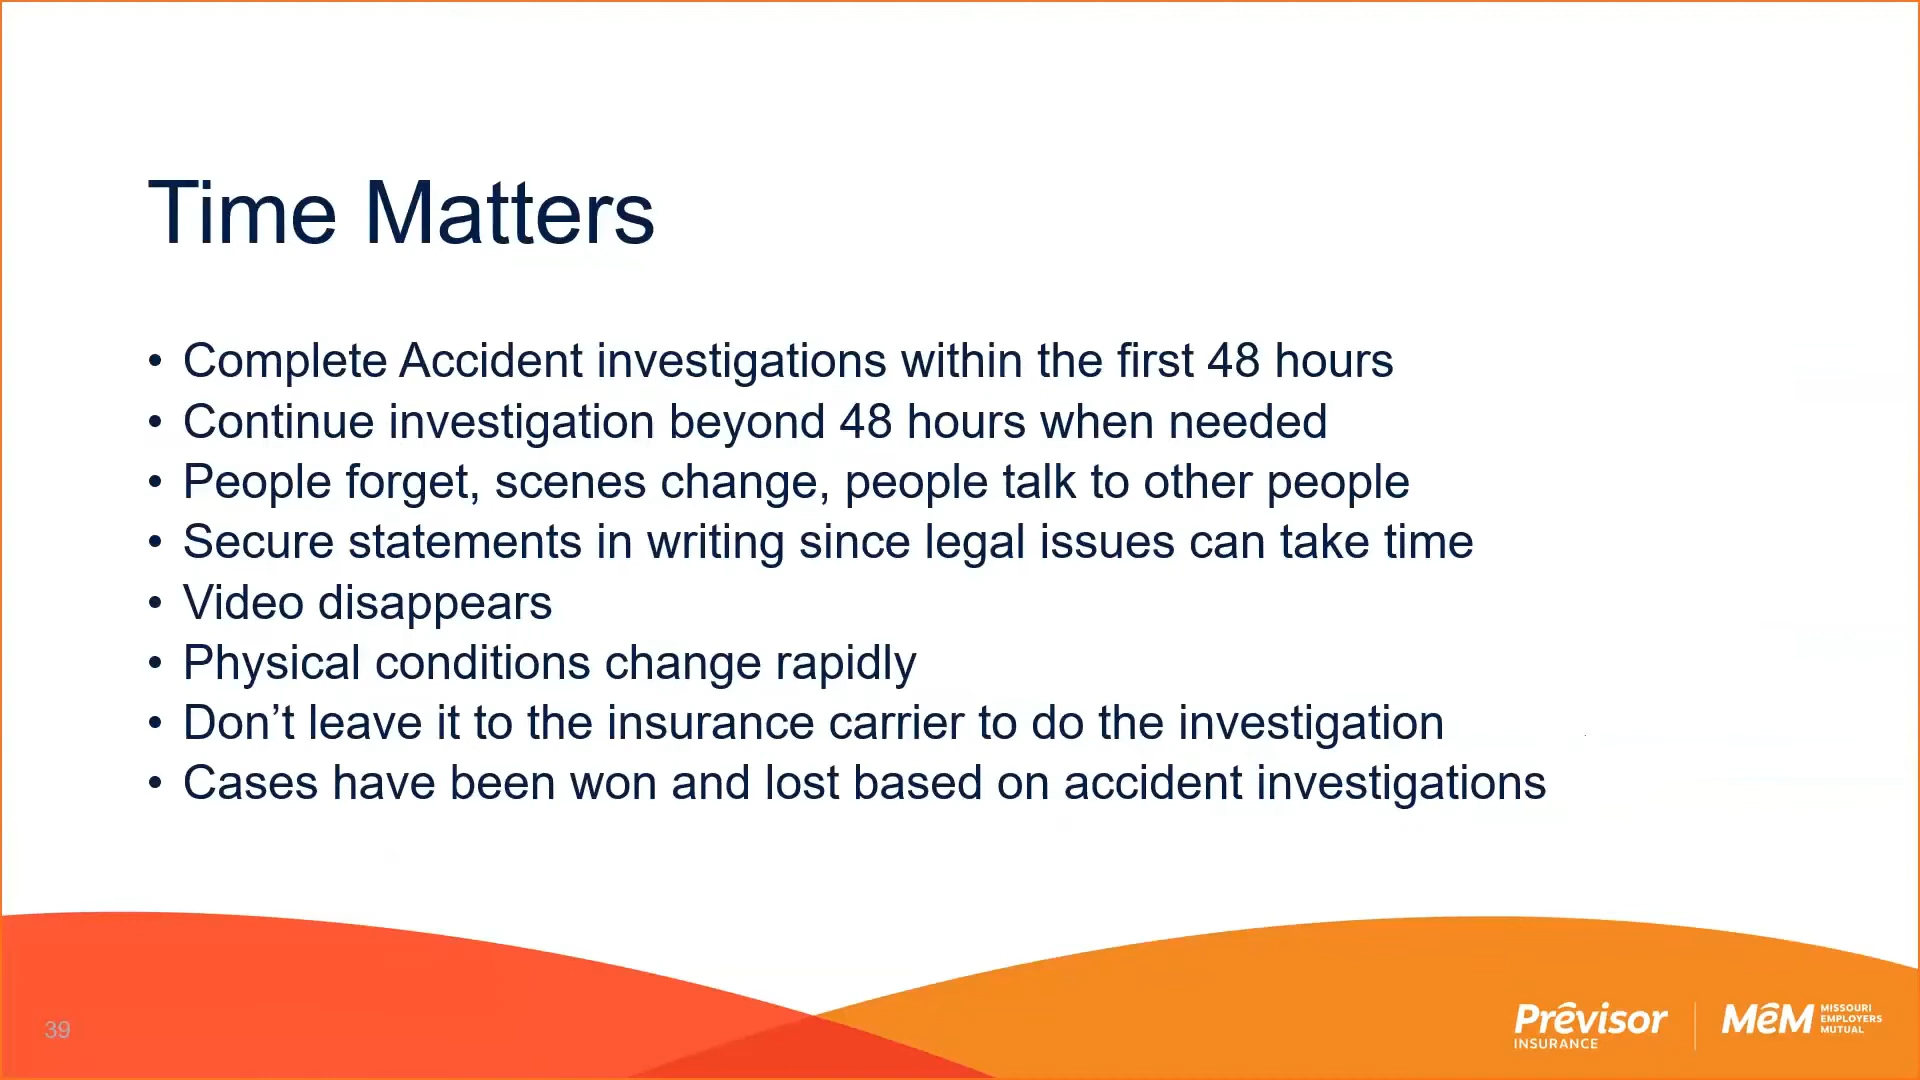 Time Matters
• Complete Accident investigations within the first 48 hours
• Continue investigation beyond 48 hours when needed
• People forget, scenes change, people talk to other people
• Secure statements in writing since legal issues can take time
• Video disappears
• Physical conditions change rapidly
• Don’t leave it to the insurance carrier to do the investigation
• Cases have been won and lost based on accident investigations
39
Prêvisor
INSURANCE
MêM
MISSOURI
EMPLOYERS
MUTUAL